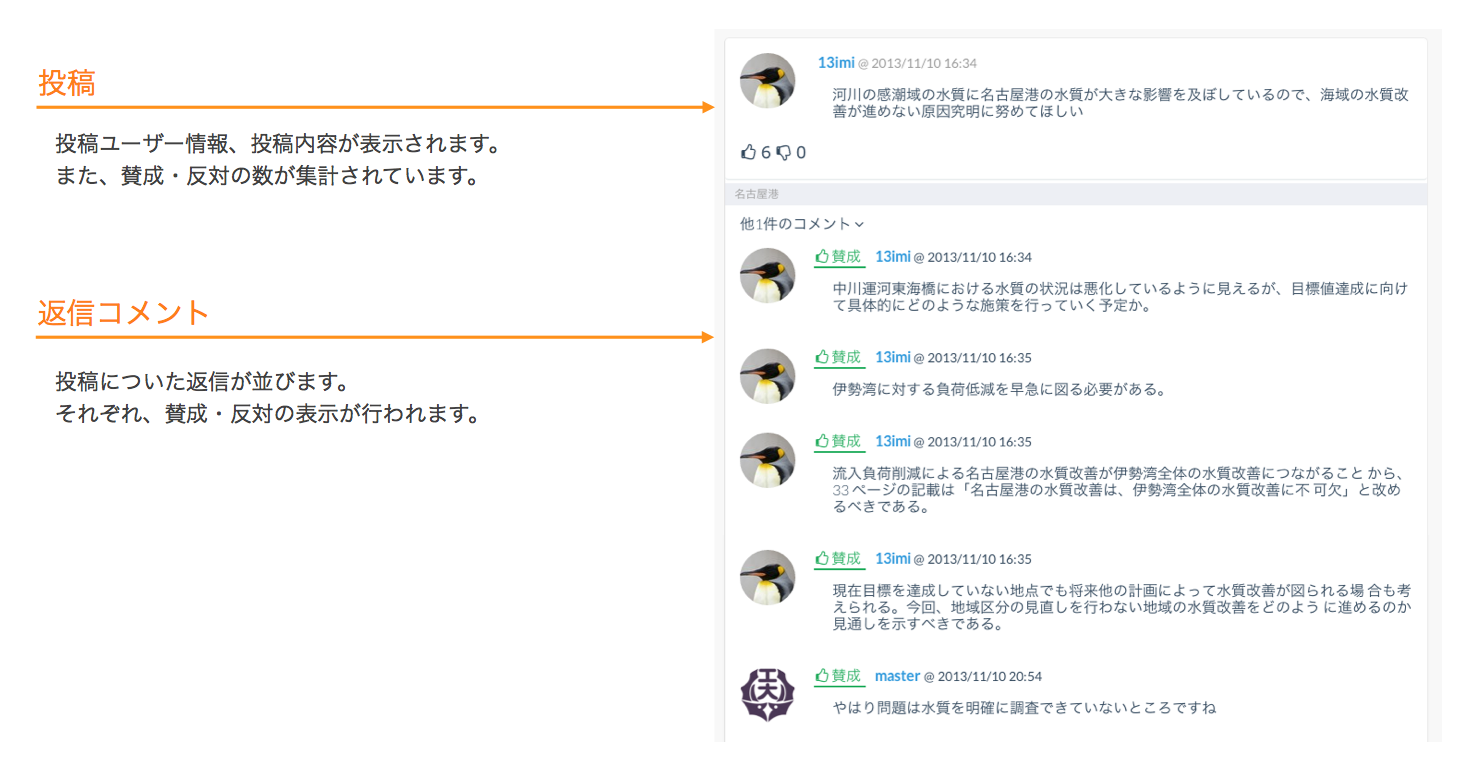 投稿
投稿ユーザー情報、投稿内容が表示されます。
また、賛成・反対の数が集計されています。
返信コメント
投稿についた返信が並びます。
それぞれ、賛成・反対の表示が行われます。
13imi @ 2013/11/10 16:34
河川の感潮域の水質に名古屋港の水質が大きな影響を及ぼしているので、海域の水質改
善が進めない原因究明に努めてほしい
6 0
名古屋港
他1件のコメント
賛成 13imi @ 2013/11/10 16:34
中川運河東海橋における水質の状況は悪化しているように見えるが、目標値達成に向け
て具体的にどのような施策を行っていく予定か。
賛成 13imi @ 2013/11/10 16:35
伊勢湾に対する負荷低減を早急に図る必要がある。
賛成 13imi @ 2013/11/10 16:35
流入負荷削減による名古屋港の水質改善が伊勢湾全体の水質改善につながること から、
33 ページの記載は「名古屋港の水質改善は、伊勢湾全体の水質改善に不 可欠」と改め
るべきである。
賛成 13imi @ 2013/11/10 16:35
現在目標を達成していない地点でも将来他の計画によって水質改善が図られる場 合も考
えられる。今回、地域区分の見直しを行わない地域の水質改善をどのよう に進めるのか
見通しを示すべきである。
工大
賛成 master @ 2013/11/10 20:54
やはり問題は水質を明確に調査できていないところですね